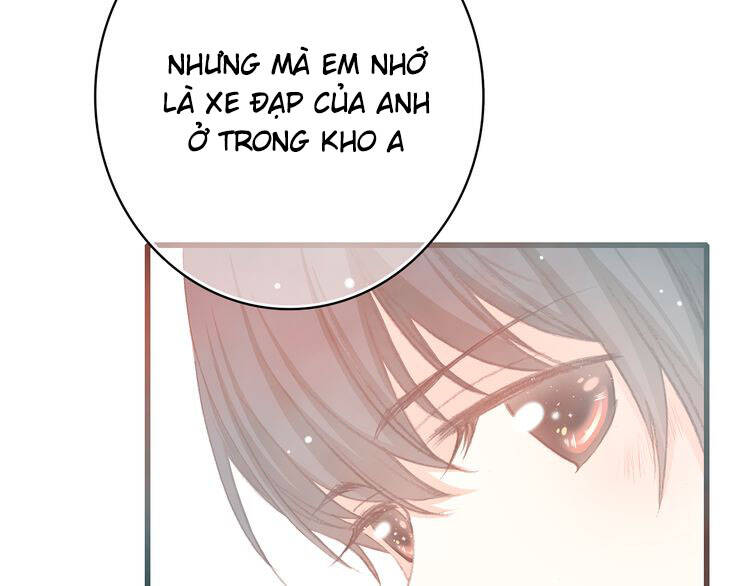 NHƯNG MÀ EM NHỚ
LÀ XE ĐẠP CỦA ANH
Ở TRONG KHO A